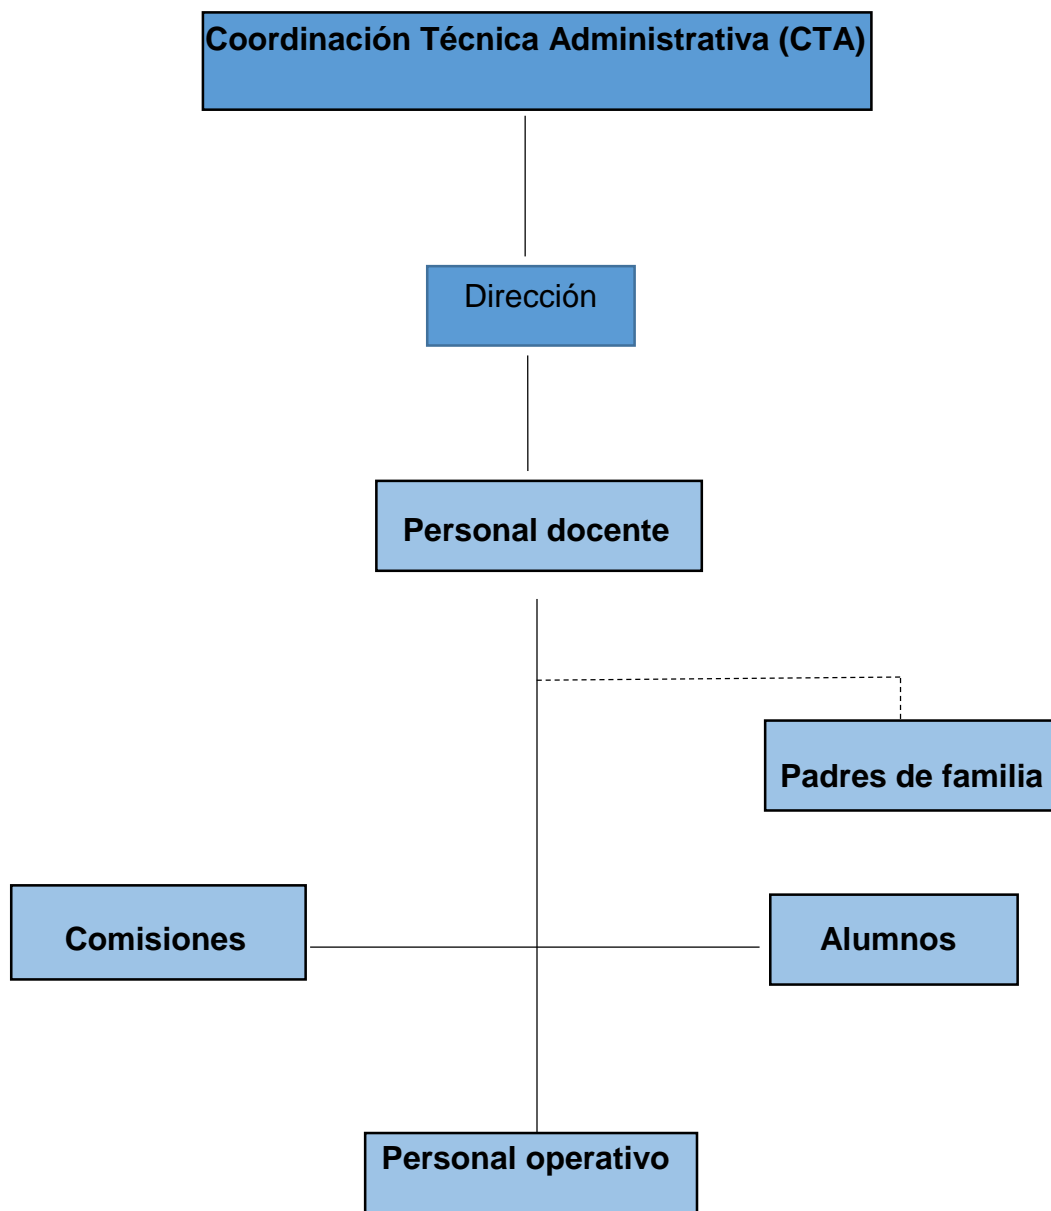 Coordinación Técnica Administrativa (CTA)
Dirección
Personal docente
Padres de familia
Comisiones
Alumnos
Personal operativo